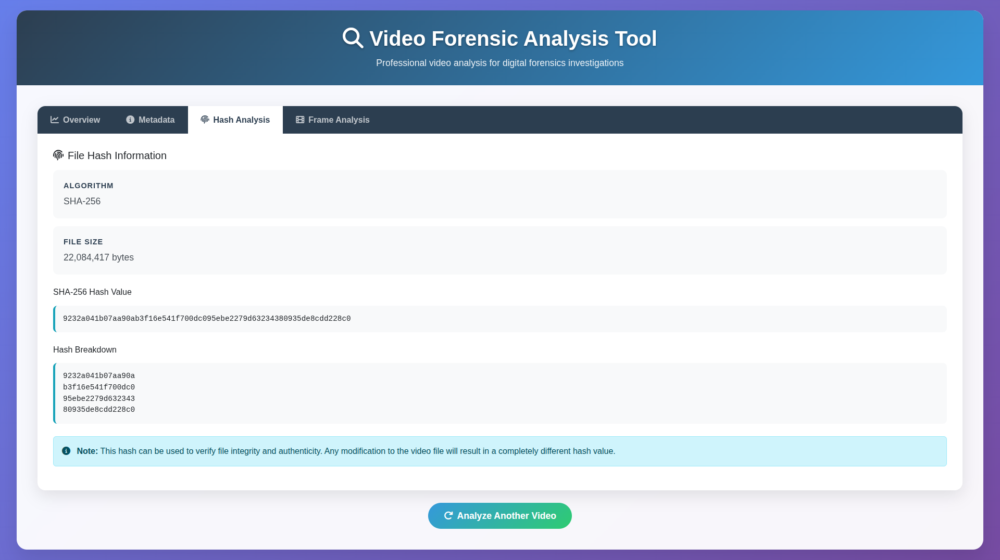 Video Forensic Analysis Tool
Professional video analysis for digital forensics investigations
Overview Metadata Hash Analysis Frame Analysis
File Hash Information
ALGORITHM
SHA-256
FILE SIZE
22,084,417 bytes
SHA-256 Hash Value
9232a041b07aa90ab3f16e541f700dc095ebe2279d63234380935de8cdd228c0
Hash Breakdown
9232a041b07aa90a
b3f16e541f700dc0
95ebe2279d632343
80935de8cdd228c0
Note: This hash can be used to verify file integrity and authenticity. Any modification to the video file will result in a completely different hash value.
Analyze Another Video